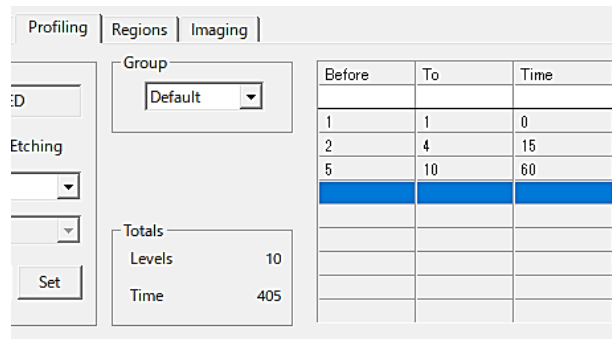 Profiling Regions Imaging
ED
Etching
Set
Group
Default
Totals
Levels 10
Time 405
Before To Time
1 1 0
2 4 15
5 10 60